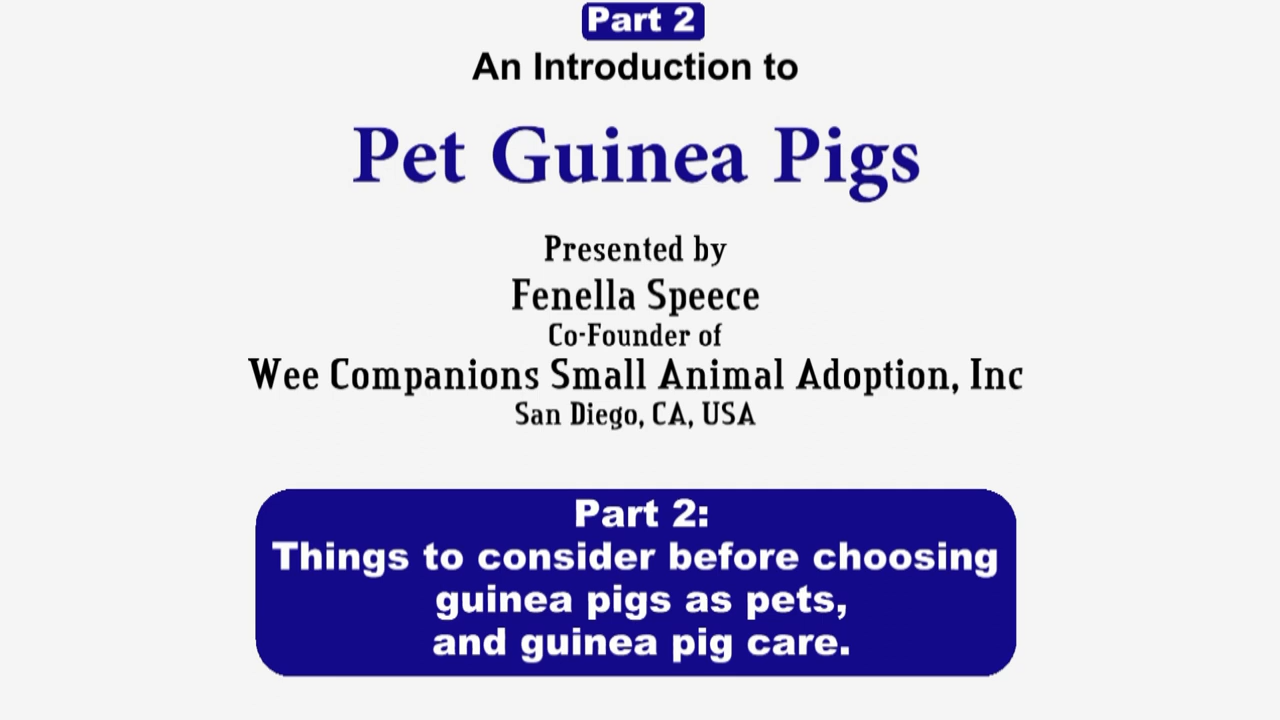 Part 2
An Introduction to
Pet Guinea Pigs
Presented by
Fenella Speece
Co-Founder of
Wee Companions Small Animal Adoption, Inc
San Diego, CA, USA
Part 2:
Things to consider before choosing
guinea pigs as pets,
and guinea pig care.